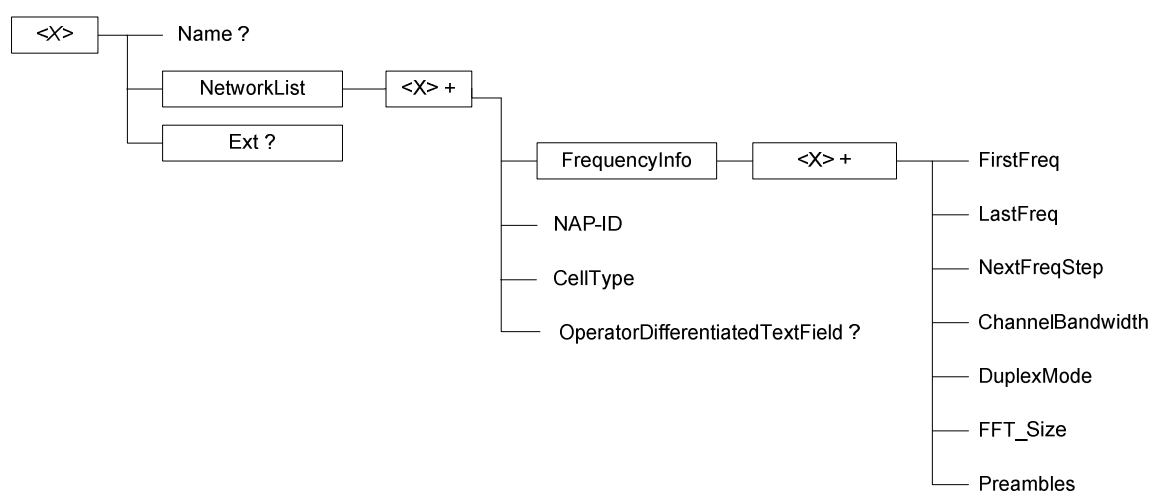 <X>
Name ?
NetworkList
<X> +
Ext ?
FrequencyInfo
<X> +
FirstFreq
NAP-ID
LastFreq
CellType
NextFreqStep
OperatorDifferentiatedTextField ?
ChannelBandwidth
DuplexMode
FFT_Size
Preambles